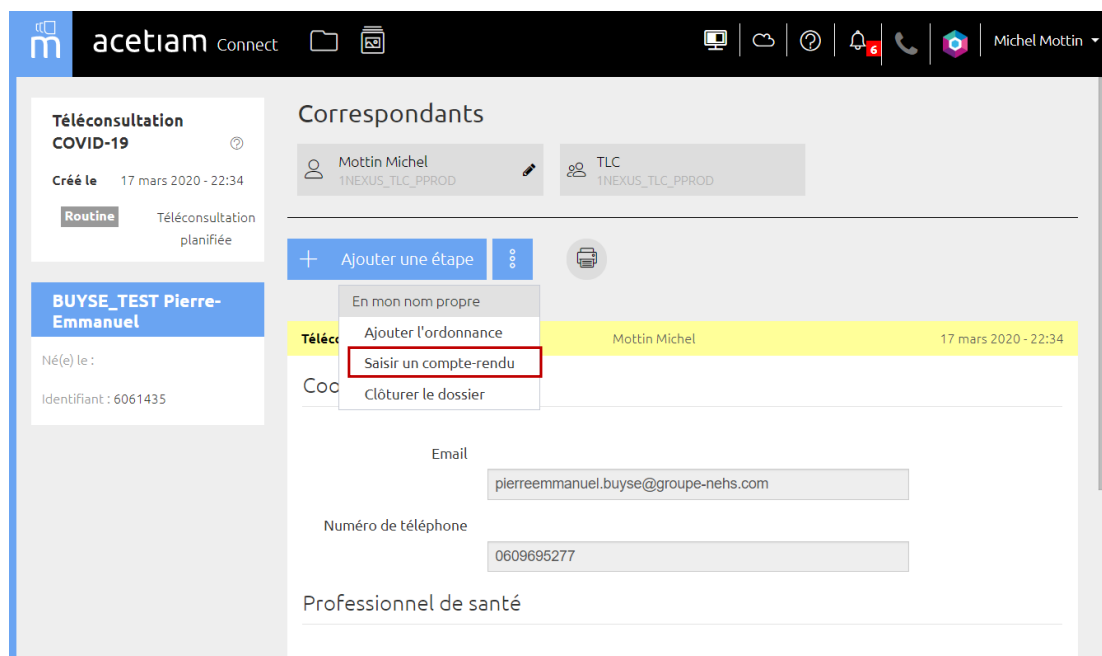 m acetiam Connect 6 Michel Mottin
Téléconsultation
COVID-19
Créé le 17 mars 2020 - 22:34
Routine Téléconsultation
planifiée
BUYSE_TEST Pierre-
Emmanuel
Né(e) le :
Identifiant : 6061435
Correspondants
Mottin Michel
1NEXUS_TLC_PPROD
TLC
1NEXUS_TLC_PPROD
Ajouter une étape
En mon nom propre
Ajouter l'ordonnance
Saisir un compte-rendu
Clôturer le dossier
Téléc Mottin Michel 17 mars 2020 - 22:34
Coo
Email
pierreemmanuel.buyse@groupe-nehs.com
Numéro de téléphone
0609695277
Professionnel de santé